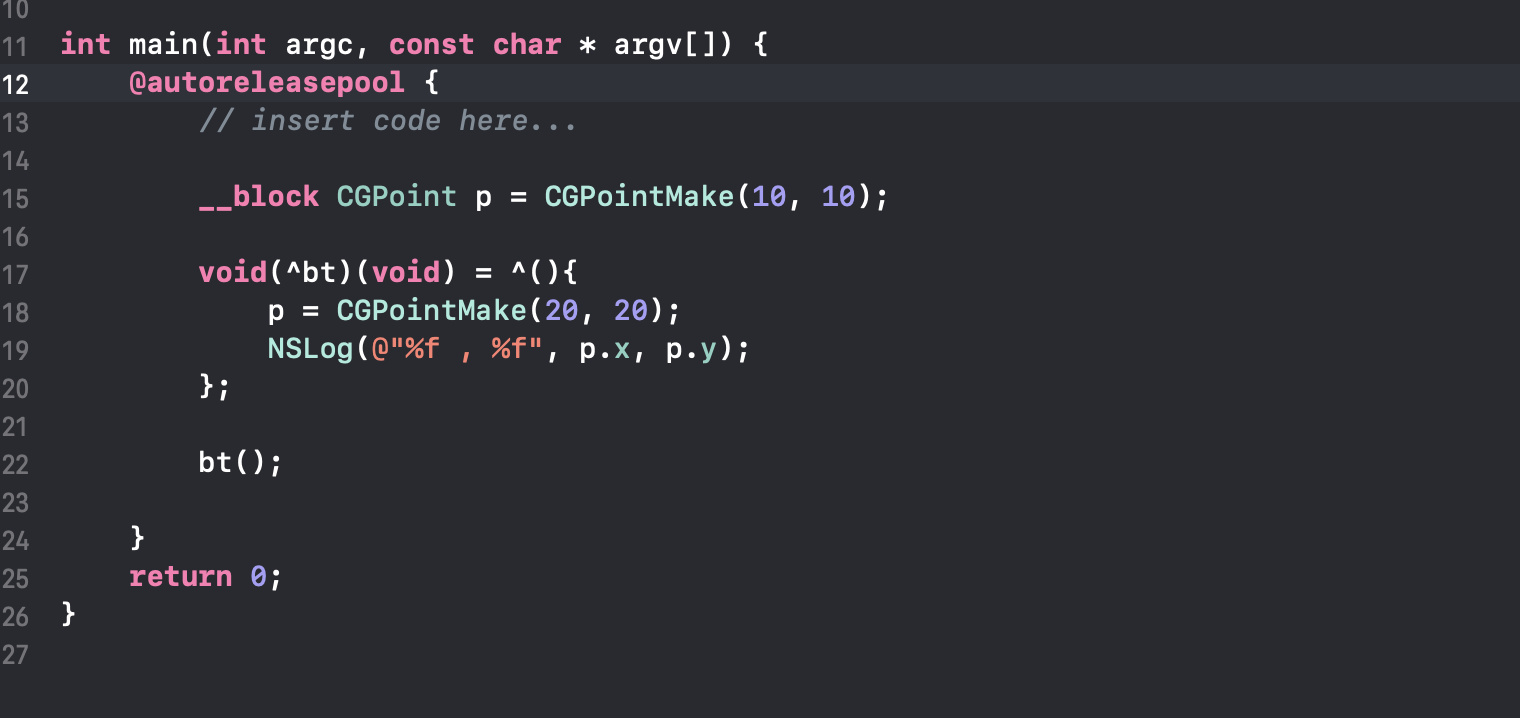 10
11 int main(int argc, const char * argv[]) {
12     @autoreleasepool {
13         // insert code here...
14
15         __block CGPoint p = CGPointMake(10, 10);
16
17         void(^bt)(void) = ^(){
18             p = CGPointMake(20, 20);
19             NSLog(@"%f , %f", p.x, p.y);
20         };
21
22         bt();
23
24     }
25     return 0;
26 }
27